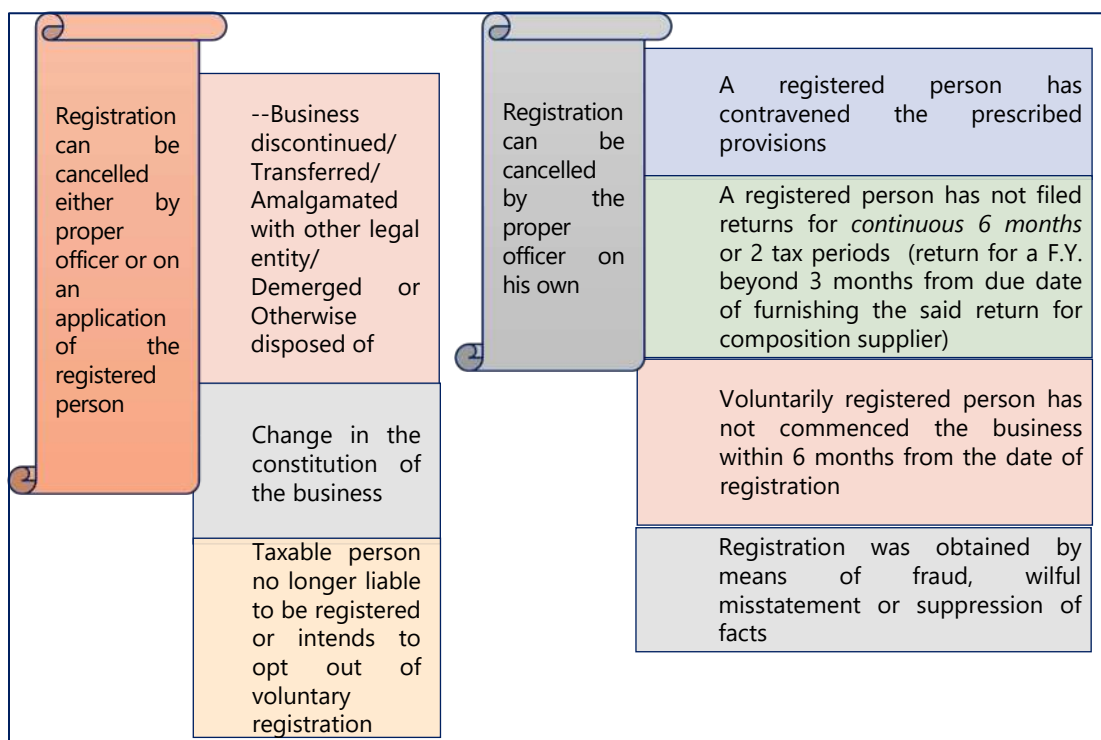 Registration
can be
cancelled
either by
proper
officer or on
an
application
of the
registered
person
--Business
discontinued/
Transferred/
Amalgamated
with other legal
entity/
Demerged or
Otherwise
disposed of
Change in the
constitution of
the business
Taxable person
no longer liable
to be registered
or intends to
opt out of
voluntary
registration
Registration
can be
cancelled
by the
proper
officer on
his own
A registered person has
contravened the prescribed
provisions
A registered person has not filed
returns for continuous 6 months
or 2 tax periods (return for a F.Y.
beyond 3 months from due date
of furnishing the said return for
composition supplier)
Voluntarily registered person has
not commenced the business
within 6 months from the date of
registration
Registration was obtained by
means of fraud, wilful
misstatement or suppression of
facts